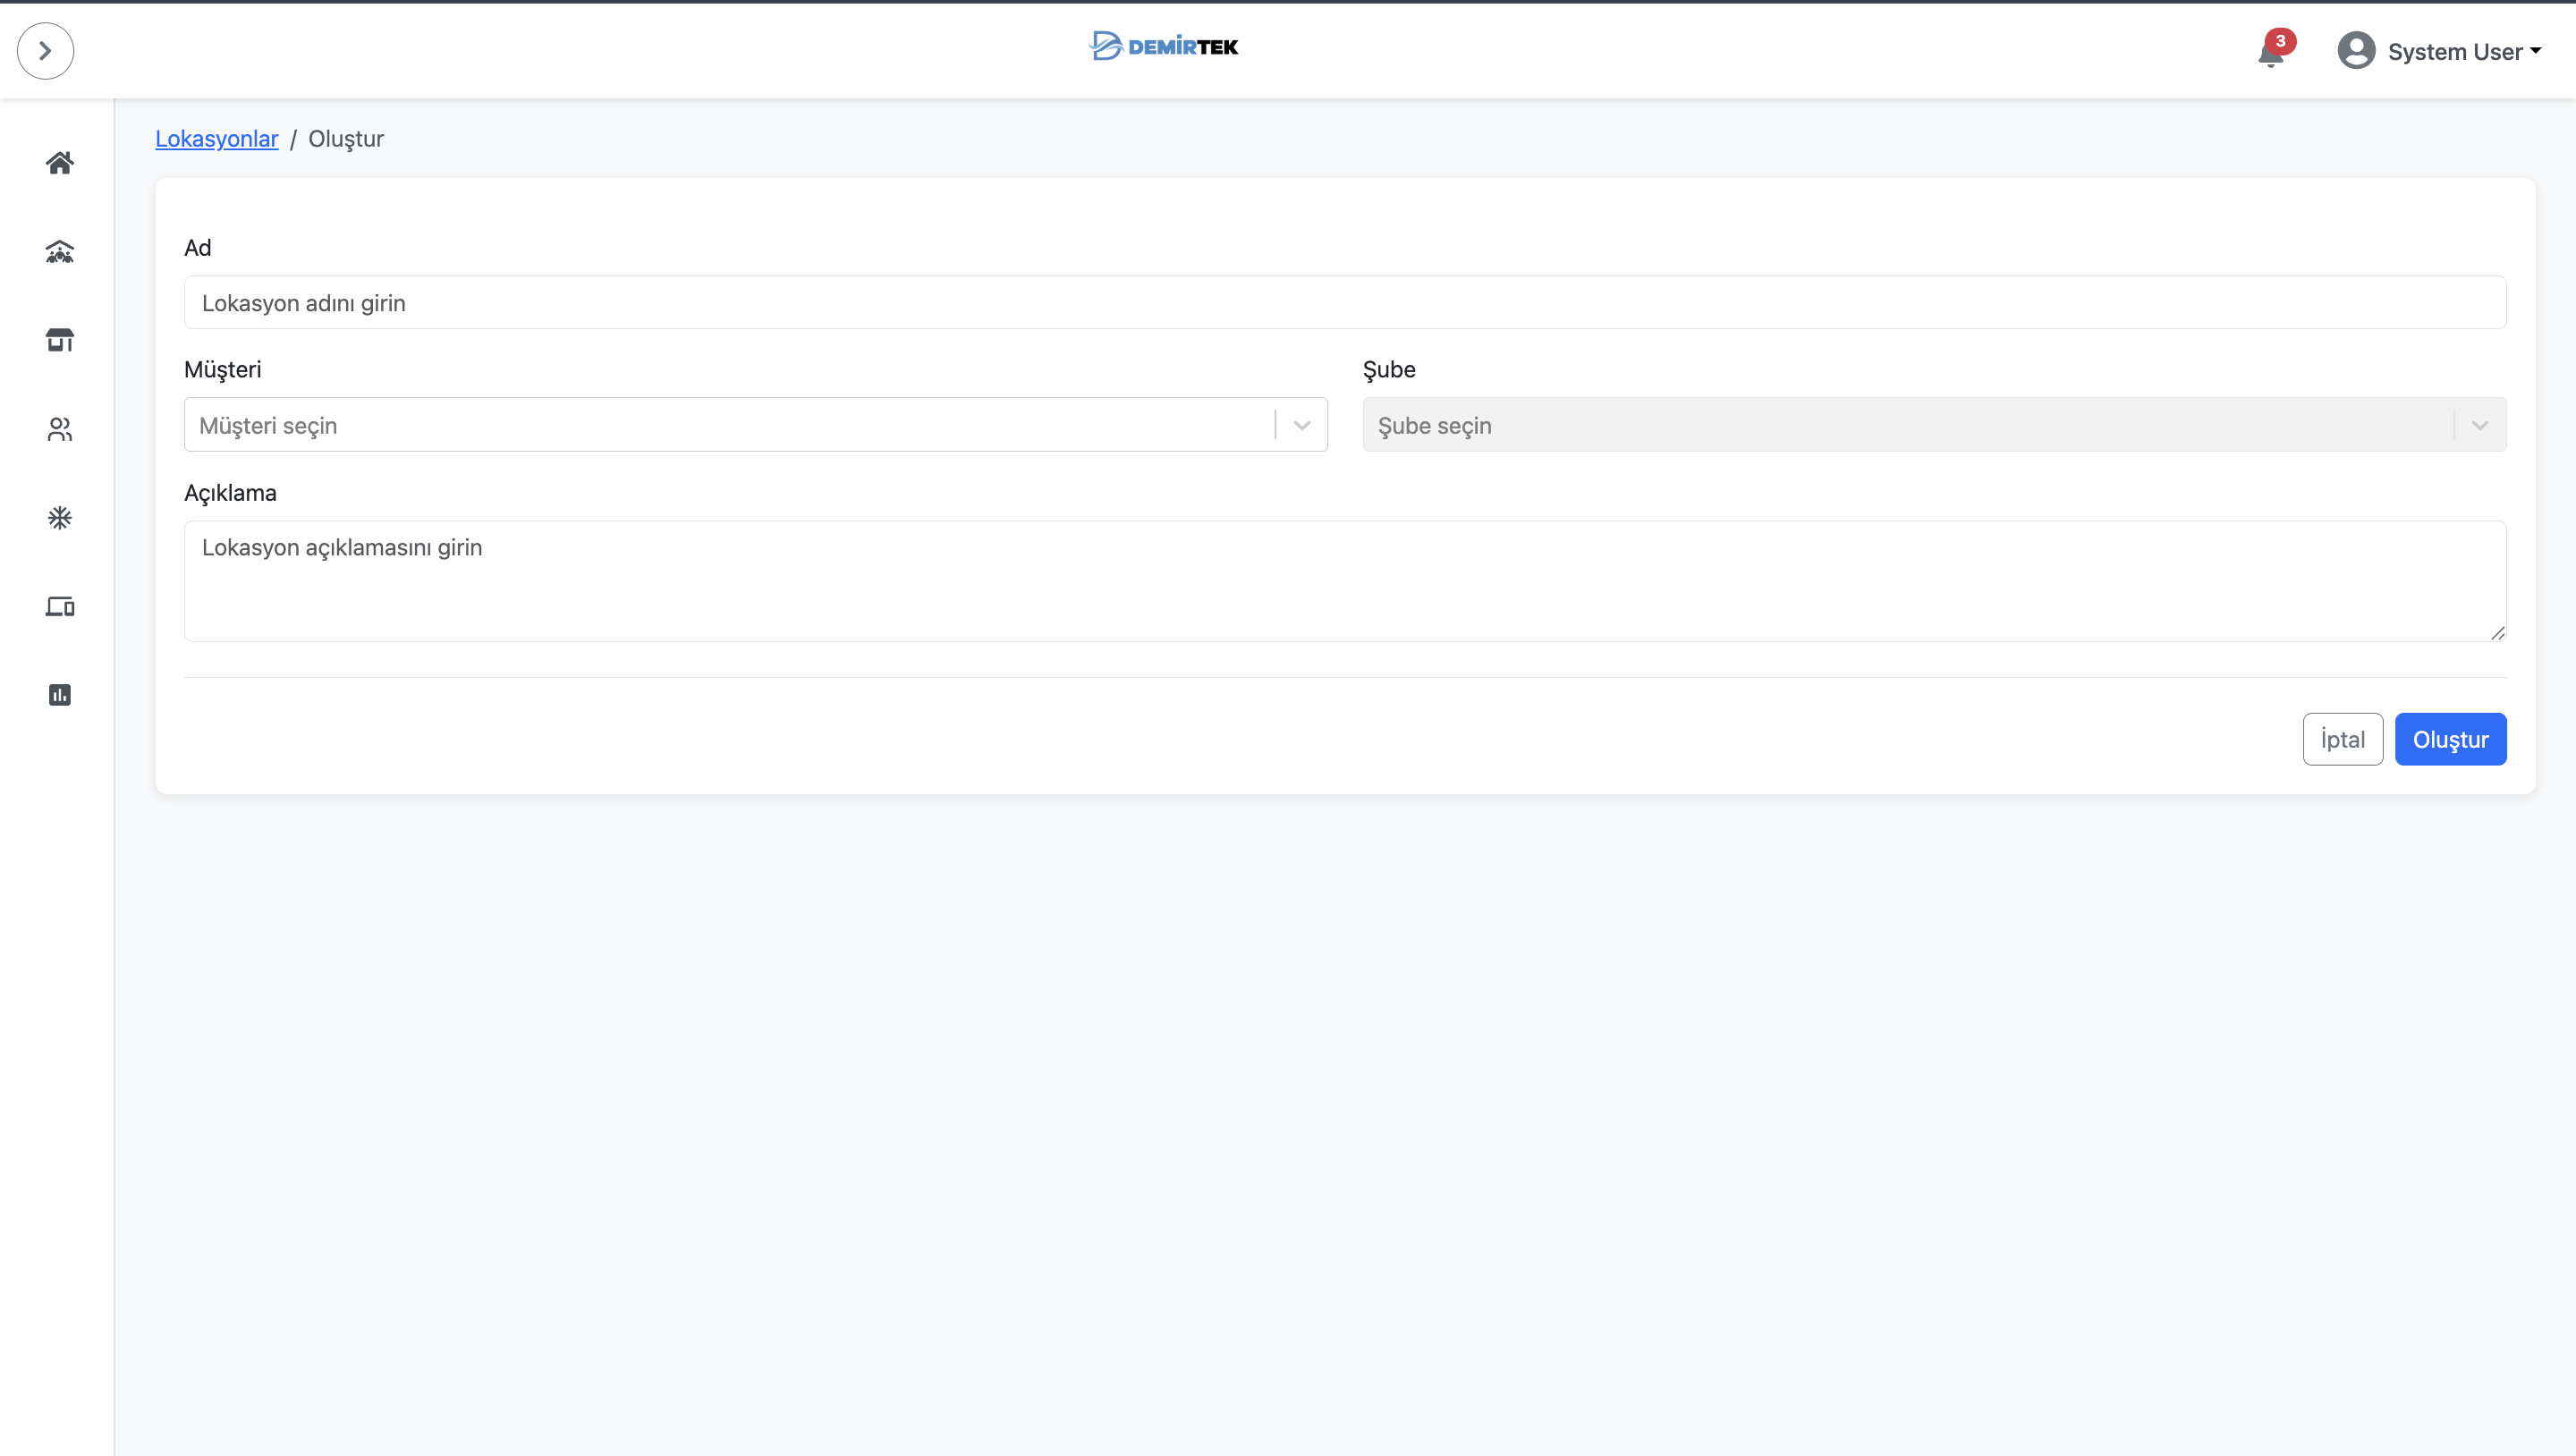 DEMİRTEK
3
System User
Lokasyonlar / Oluştur
Ad
Lokasyon adını girin
Müşteri
Şube
Müşteri seçin
Şube seçin
Açıklama
Lokasyon açıklamasını girin
İptal
Oluştur